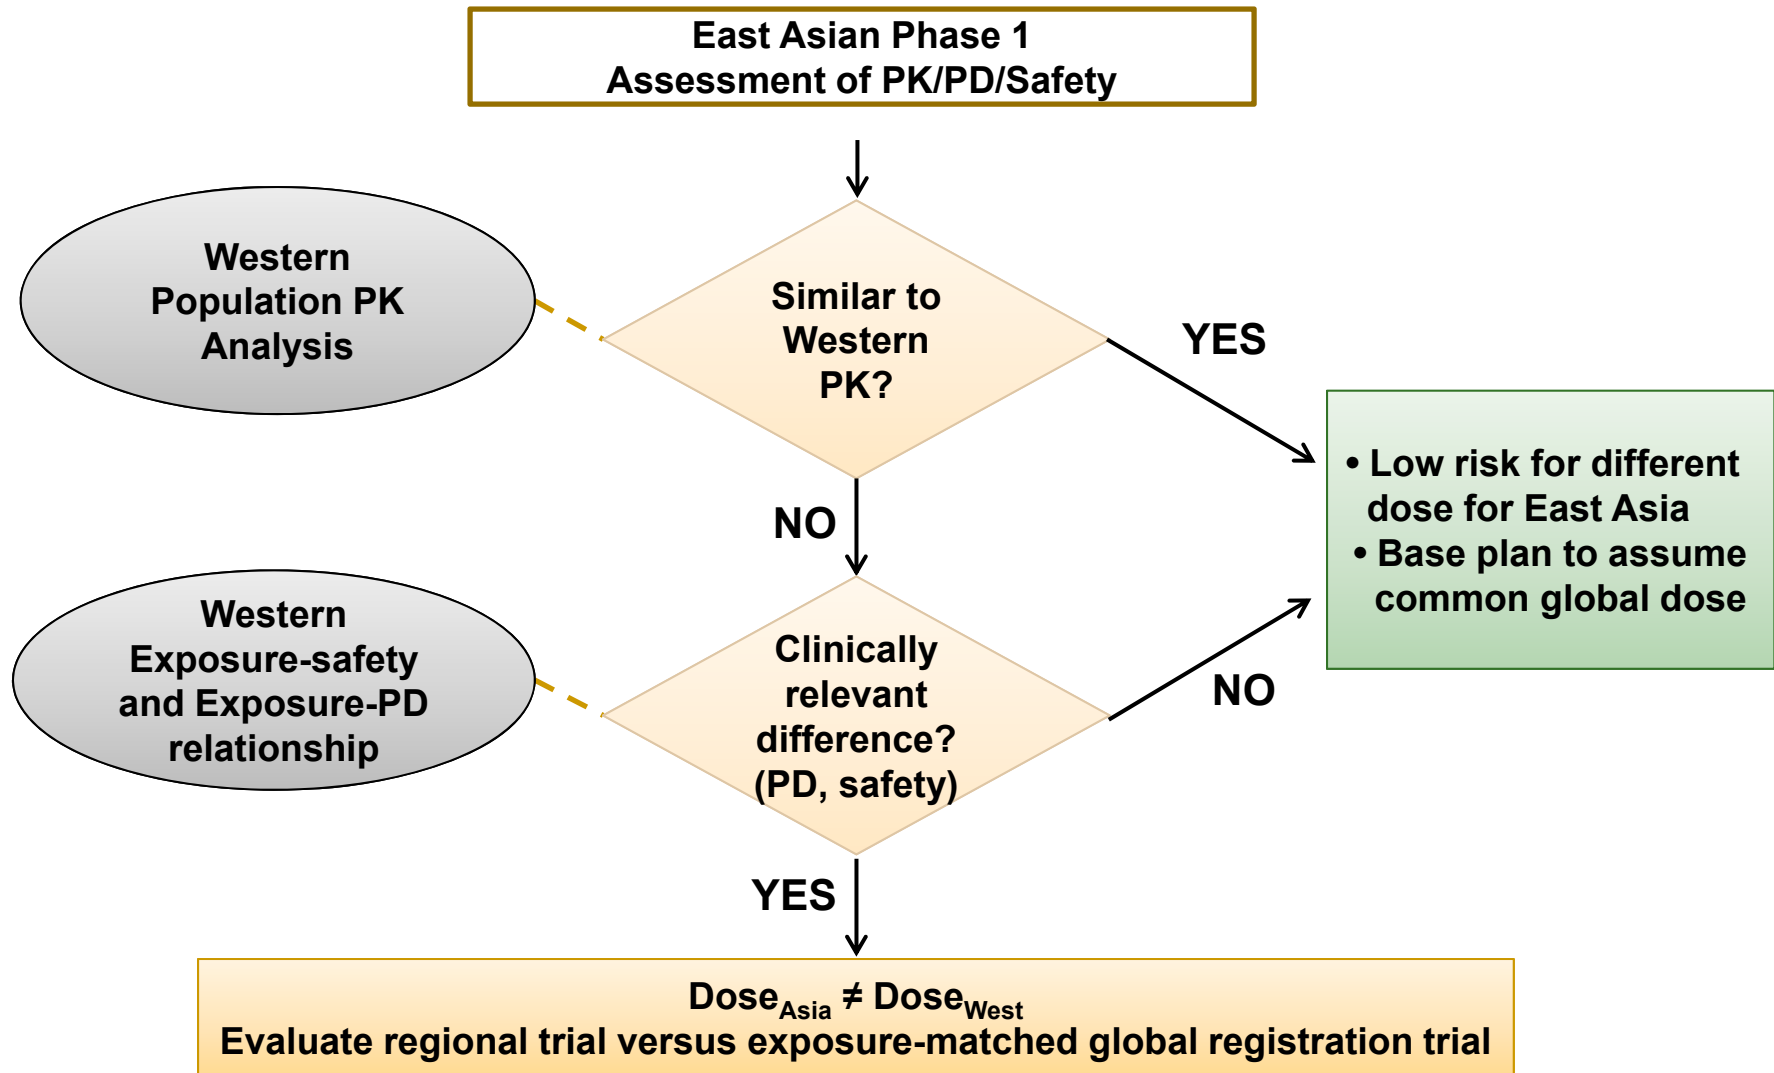 East Asian Phase 1
Assessment of PK/PD/Safety
Western
Population PK
Analysis
Similar to
Western
PK?
YES
• Low risk for different
dose for East Asia
• Base plan to assume
common global dose
NO
Western
Exposure-safety
and Exposure-PD
relationship
Clinically
relevant
difference?
(PD, safety)
NO
YES
Dose_Asia ≠ Dose_West
Evaluate regional trial versus exposure-matched global registration trial